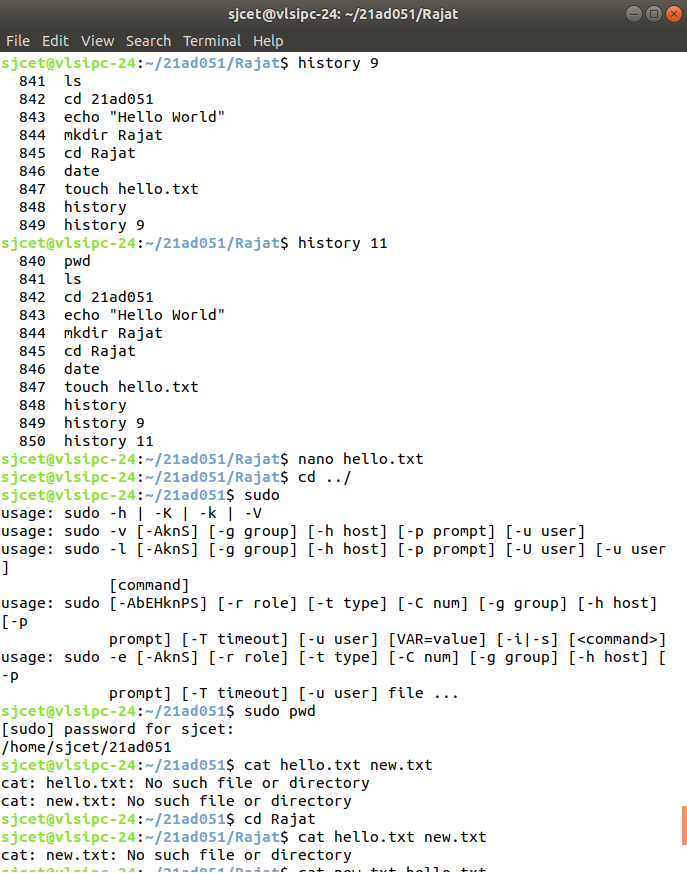 sjcet@vlsipc-24: ~/21ad051/Rajat
File Edit View Search Terminal Help
sjcet@vlsipc-24:~/21ad051/Rajat$ history 9
841 ls
842 cd 21ad051
843 echo "Hello World"
844 mkdir Rajat
845 cd Rajat
846 date
847 touch hello.txt
848 history
849 history 9
sjcet@vlsipc-24:~/21ad051/Rajat$ history 11
840 pwd
841 ls
842 cd 21ad051
843 echo "Hello World"
844 mkdir Rajat
845 cd Rajat
846 date
847 touch hello.txt
848 history
849 history 9
850 history 11
sjcet@vlsipc-24:~/21ad051/Rajat$ nano hello.txt
sjcet@vlsipc-24:~/21ad051/Rajat$ cd ../
sjcet@vlsipc-24:~/21ad051$ sudo
usage: sudo -h | -K | -k | -V
usage: sudo -v [-AknS] [-g group] [-h host] [-p prompt] [-u user]
usage: sudo -l [-AknS] [-g group] [-h host] [-p prompt] [-U user] [-u user
]
[command]
usage: sudo [-AbEHknPS] [-r role] [-t type] [-C num] [-g group] [-h host]
[-p
prompt] [-T timeout] [-u user] [VAR=value] [-i|-s] [<command>]
usage: sudo -e [-AknS] [-r role] [-t type] [-C num] [-g group] [-h host] [
-p
prompt] [-T timeout] [-u user] file ...
sjcet@vlsipc-24:~/21ad051$ sudo pwd
[sudo] password for sjcet:
/home/sjcet/21ad051
sjcet@vlsipc-24:~/21ad051$ cat hello.txt new.txt
cat: hello.txt: No such file or directory
cat: new.txt: No such file or directory
sjcet@vlsipc-24:~/21ad051$ cd Rajat
sjcet@vlsipc-24:~/21ad051/Rajat$ cat hello.txt new.txt
cat: new.txt: No such file or directory
sjcet@vlsipc-24:~/21ad051/Rajat$ cat new.txt hello.txt